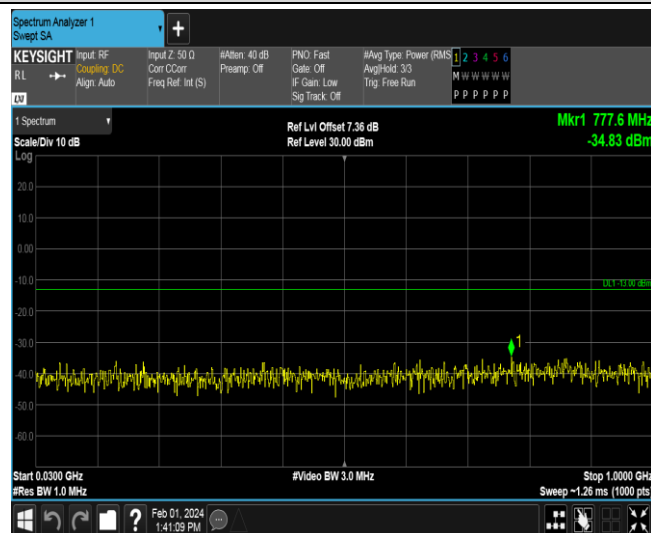 Spectrum Analyzer 1
Swept SA
+
KEYSIGHT Input: RF Input Z: 50 Ω #Atten: 40 dB PNO: Fast #Avg Type: Power (RMS 1 2 3 4 5 6
RL Coupling: DC Corr CCorr Preamp: Off Gate: Off Avg|Hold: 3/3 M W W W W W
Align: Auto Freq Ref: Int (S) IF Gain: Low Trig: Free Run
Sig Track: Off P P P P P P
LXI
1 Spectrum
Scale/Div 10 dB
Ref Lvl Offset 7.36 dB
Ref Level 30.00 dBm
Mkr1 777.6 MHz
-34.83 dBm
Log
20.0
10.0
0.00
-10.0
DL1 -13.00 dBm
-20.0
-30.0
1
-40.0
-50.0
-60.0
Start 0.0300 GHz #Video BW 3.0 MHz Stop 1.0000 GHz
#Res BW 1.0 MHz Sweep ~1.26 ms (1000 pts)
? Feb 01, 2024
1:41:09 PM